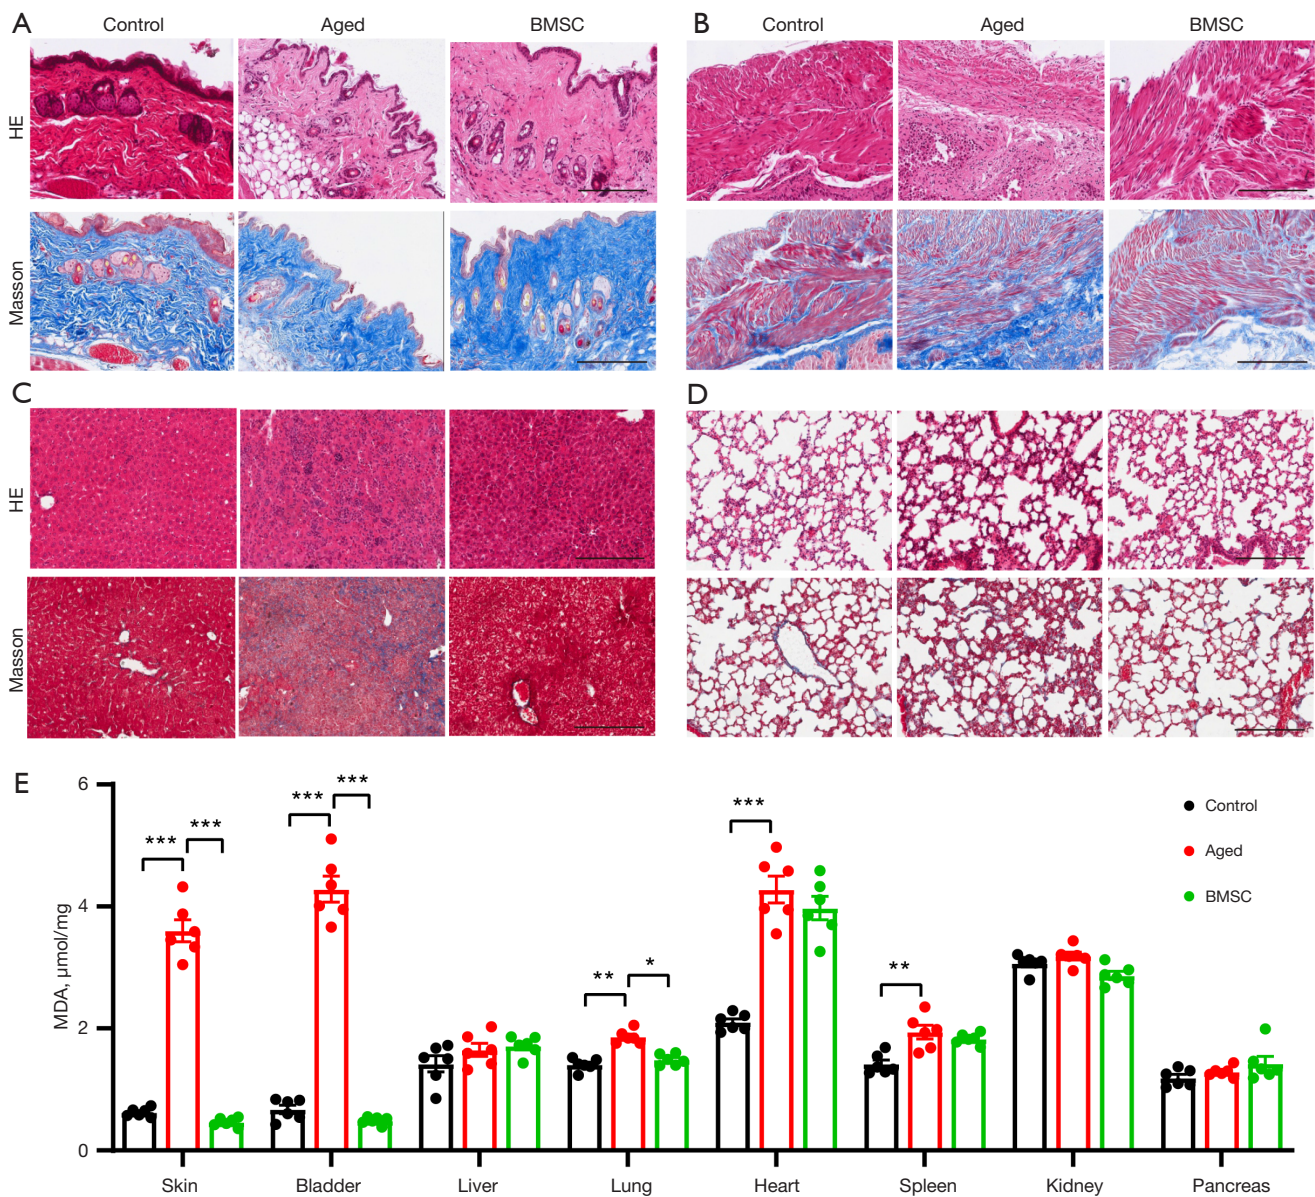 A Control Aged BMSC
B Control Aged BMSC
HE
Masson
C
D
HE
Masson
E
6
4
2
0
MDA, μmol/mg
*** *** *** *** ** * *** **
Control
Aged
BMSC
Skin Bladder Liver Lung Heart Spleen Kidney Pancreas